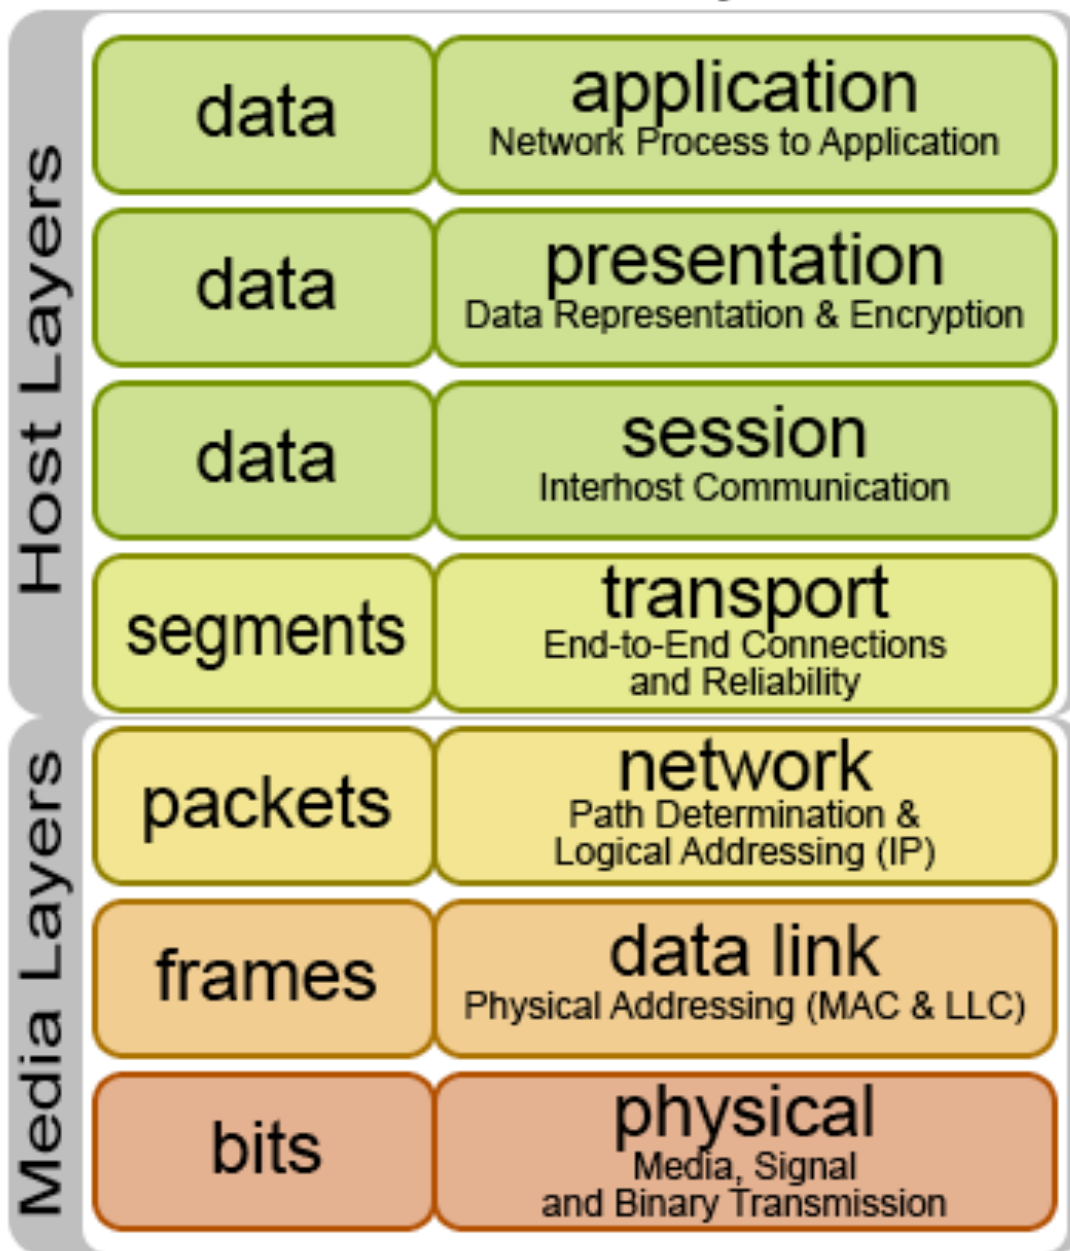 Host Layers
data
application
Network Process to Application
data
presentation
Data Representation & Encryption
data
session
Interhost Communication
segments
transport
End-to-End Connections
and Reliability
Media Layers
packets
network
Path Determination &
Logical Addressing (IP)
frames
data link
Physical Addressing (MAC & LLC)
bits
physical
Media, Signal
and Binary Transmission